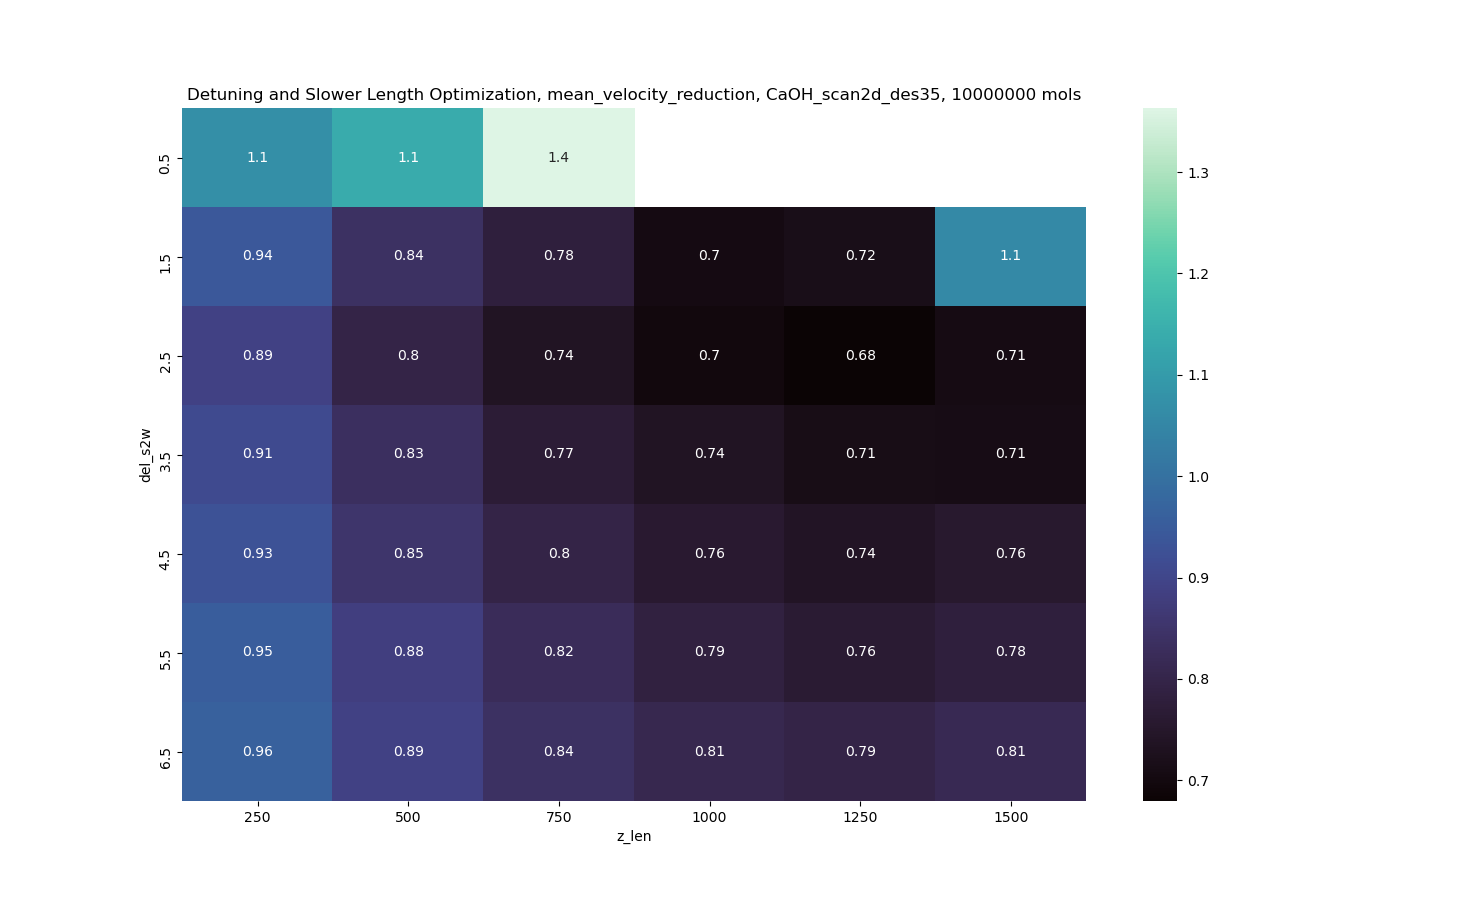 Detuning and Slower Length Optimization, mean_velocity_reduction, CaOH_scan2d_des35, 10000000 mols
0.5 1.1 1.1 1.4
1.5 0.94 0.84 0.78 0.7 0.72 1.1
2.5 0.89 0.8 0.74 0.7 0.68 0.71
3.5 0.91 0.83 0.77 0.74 0.71 0.71
4.5 0.93 0.85 0.8 0.76 0.74 0.76
5.5 0.95 0.88 0.82 0.79 0.76 0.78
6.5 0.96 0.89 0.84 0.81 0.79 0.81
del_s2w
250 500 750 1000 1250 1500
z_len
1.3
1.2
1.1
1.0
0.9
0.8
0.7